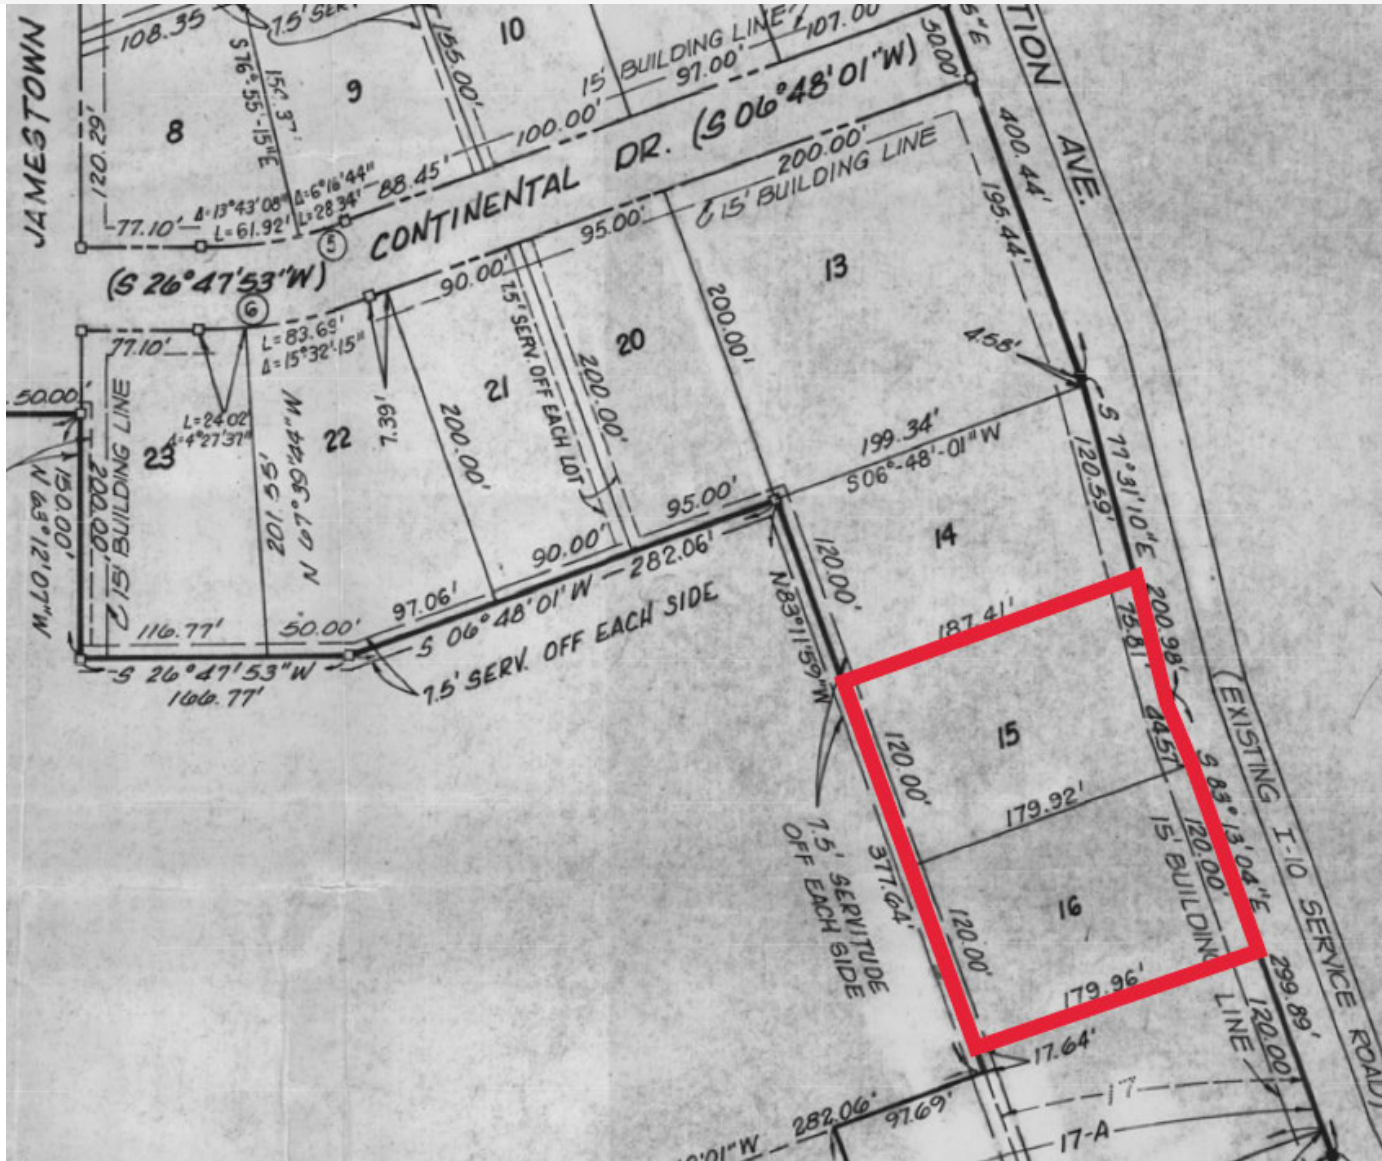 JAMESTOWN
108.35
7.5' SERV
155.00'
10
15' BUILDING LINE
97.00'
107.00'
50.00'
TION AVE.
S 76°-55'-15"E
9
8
120.29'
100.00'
CONTINENTAL DR. (S 06°48'01"W)
200.00'
15' BUILDING LINE
400.44'
195.44'
Δ=13°43'08"
L=61.92'
Δ=6°16'44"
L=28.34'
88.45'
77.10'
5
(S 26°47'53"W)
6
95.00'
90.00'
13
77.10'
L=83.69'
Δ=15°32'-15"
7.5' SERV. OFF EACH LOT
20
200.00'
200.00'
4.58'
50.00'
15' BUILDING LINE
L=24.02'
Δ=4°27'37"
23
22
7.39'
21
200.00'
199.34'
S06°-48'-01"W
S 77°31'10"E
120.59'
200.00'
150.00'
N 63°12'07"W
95.00'
90.00'
282.06'
14
120.00'
N83°11'59"W
97.06'
S 06°48'01"W
116.77'
50.00'
S 26°47'53"W
166.77'
7.5' SERV. OFF EACH SIDE
187.41'
200.98'
75.81'
15
44.57'
120.00'
179.92'
S 83°13'04"E
(EXISTING I-10 SERVICE ROAD)
7.5' SERVITUDE
OFF EACH SIDE
377.64'
16
120.00'
120.00'
15' BUILDING
LINE
179.96'
299.89'
120.00'
17.64'
282.06'
97.69'
17
17-A
01"W